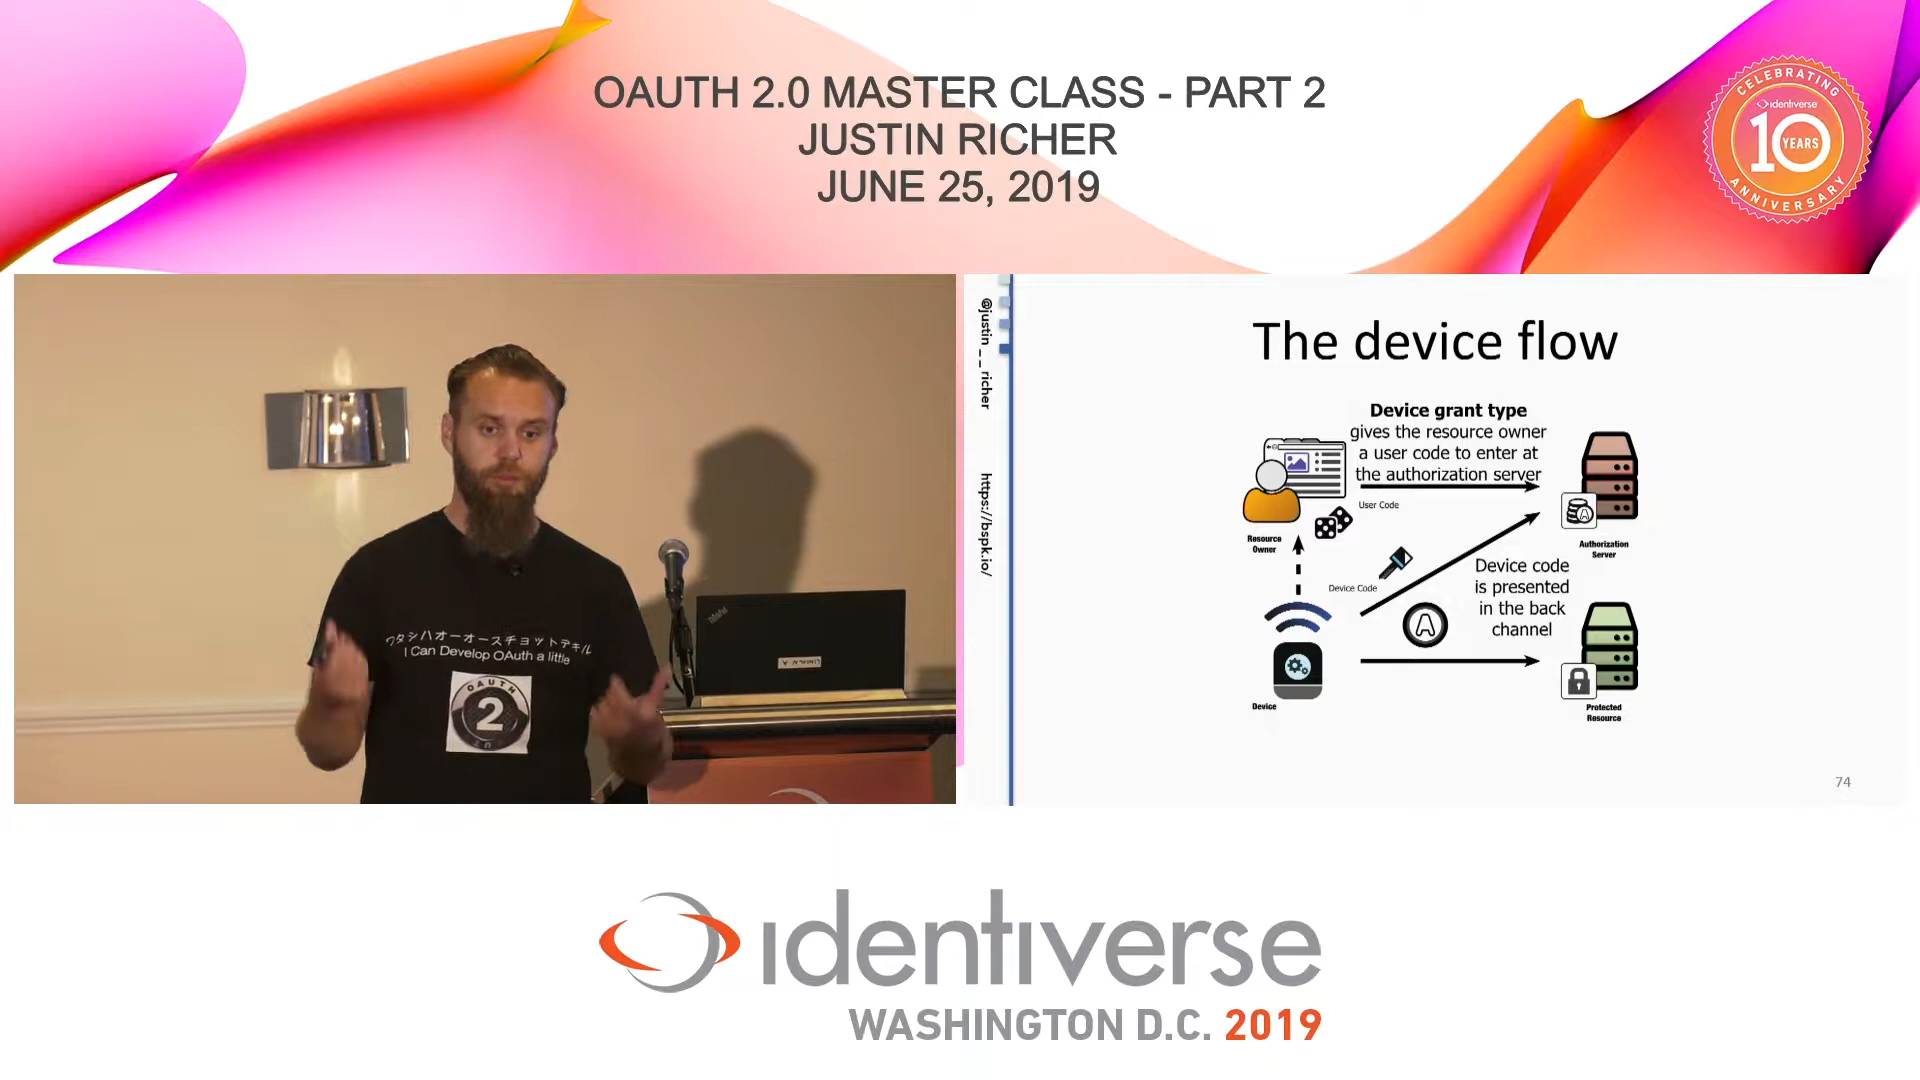 OAUTH 2.0 MASTER CLASS - PART 2
JUSTIN RICHER
JUNE 25, 2019
CELEBRATING
identiverse
10
YEARS
ANNIVERSARY
ワタシハオーオースチョットデキル
I Can Develop OAuth a little
OAUTH
2
@justin__richer
https://bspk.io/
The device flow
Device grant type
gives the resource owner
a user code to enter at
the authorization server
User Code
Resource
Owner
Authorization
Server
Device code
is presented
in the back
channel
Device Code
A
A
Device
Protected
Resource
74
identiverse
WASHINGTON D.C. 2019